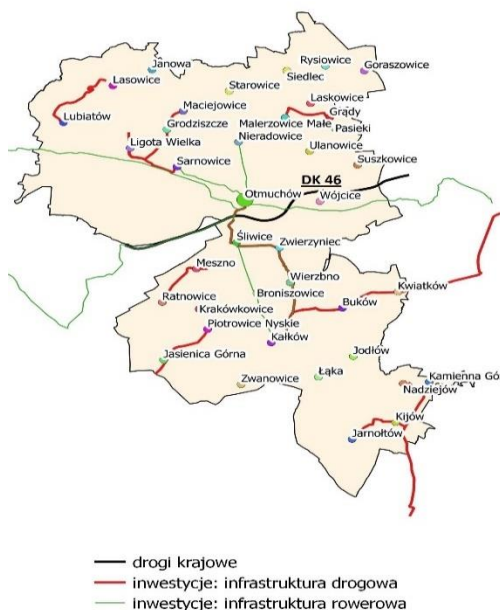 Rysiowice
Janowa
Siedlec
Goraszowice
Lasowice
Starowice
Laskowice
Maciejowice
Grądy
Lubiatów
Grodziszcze
Malerzowice Małe
Pasieki
Nieradowice
Ligota Wielka
Ulanowice
Sarnowice
Suszkowice
DK 46
Otmuchów
Wójcice
Śliwice
Zwierzyniec
Meszno
Wierzbno
Kwiatków
Ratnowice
Broniszowice
Buków
Krakówkowice
Piotrowice Nyskie
Kałków
Jodłów
Jasienica Górna
Łąka
Kamienna Gó
Zwanowice
Nadziejów
Kijów
Jarnołtów
drogi krajowe
inwestycje: infrastruktura drogowa
inwestycje: infrastruktura rowerowa